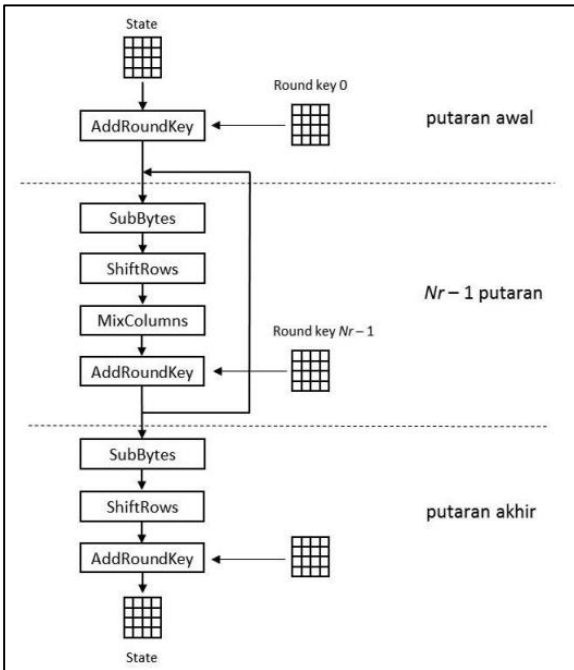 State
Round key 0
AddRoundKey
putaran awal
SubBytes
ShiftRows
Nr – 1 putaran
MixColumns
Round key Nr – 1
AddRoundKey
SubBytes
ShiftRows
putaran akhir
AddRoundKey
State